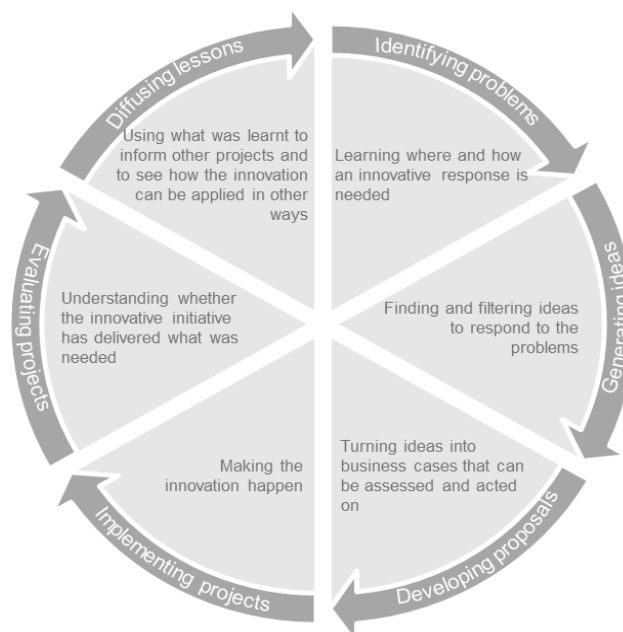 Identifying problems
Learning where and how
an innovative response is
needed
Generating ideas
Finding and filtering ideas
to respond to the
problems
Developing proposals
Turning ideas into
business cases that can
be assessed and acted
on
Implementing projects
Making the
innovation happen
Evaluating projects
Understanding whether
the innovative initiative
has delivered what was
needed
Diffusing lessons
Using what was learnt to
inform other projects and
to see how the innovation
can be applied in other
ways